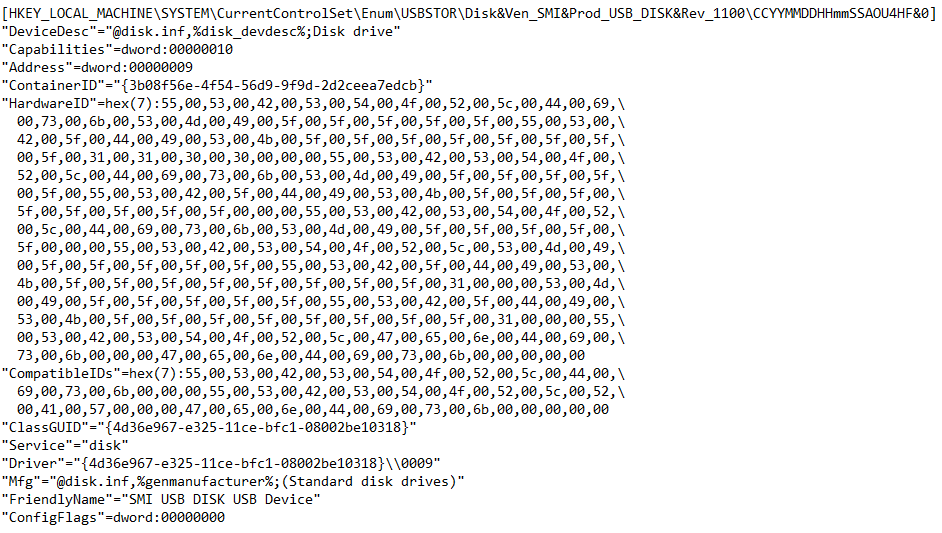 [HKEY_LOCAL_MACHINE\SYSTEM\CurrentControlSet\Enum\USBSTOR\Disk&Ven_SMI&Prod_USB_DISK&Rev_1100\CCYYMMDDHHmmSSAOU4HF&0]
"DeviceDesc"="@disk.inf,%disk_devdesc%;Disk drive"
"Capabilities"=dword:00000010
"Address"=dword:00000009
"ContainerID"="{3b08f56e-4f54-56d9-9f9d-2d2ceea7edcb}"
"HardwareID"=hex(7):55,00,53,00,42,00,53,00,54,00,4f,00,52,00,5c,00,44,00,69,\
  00,73,00,6b,00,53,00,4d,00,49,00,5f,00,5f,00,5f,00,5f,00,5f,00,55,00,53,00,\
  42,00,5f,00,44,00,49,00,53,00,4b,00,5f,00,5f,00,5f,00,5f,00,5f,00,5f,00,5f,\
  00,5f,00,31,00,31,00,30,00,30,00,00,00,55,00,53,00,42,00,53,00,54,00,4f,00,\
  52,00,5c,00,44,00,69,00,73,00,6b,00,53,00,4d,00,49,00,5f,00,5f,00,5f,00,5f,\
  00,5f,00,55,00,53,00,42,00,5f,00,44,00,49,00,53,00,4b,00,5f,00,5f,00,5f,00,\
  5f,00,5f,00,5f,00,5f,00,5f,00,00,00,55,00,53,00,42,00,53,00,54,00,4f,00,52,\
  00,5c,00,44,00,69,00,73,00,6b,00,53,00,4d,00,49,00,5f,00,5f,00,5f,00,5f,00,\
  5f,00,00,00,55,00,53,00,42,00,53,00,54,00,4f,00,52,00,5c,00,53,00,4d,00,49,\
  00,5f,00,5f,00,5f,00,5f,00,5f,00,55,00,53,00,42,00,5f,00,44,00,49,00,53,00,\
  4b,00,5f,00,5f,00,5f,00,5f,00,5f,00,5f,00,5f,00,5f,00,31,00,00,00,53,00,4d,\
  00,49,00,5f,00,5f,00,5f,00,5f,00,5f,00,55,00,53,00,42,00,5f,00,44,00,49,00,\
  53,00,4b,00,5f,00,5f,00,5f,00,5f,00,5f,00,5f,00,5f,00,5f,00,31,00,00,00,55,\
  00,53,00,42,00,53,00,54,00,4f,00,52,00,5c,00,47,00,65,00,6e,00,44,00,69,00,\
  73,00,6b,00,00,00,47,00,65,00,6e,00,44,00,69,00,73,00,6b,00,00,00,00,00
"CompatibleIDs"=hex(7):55,00,53,00,42,00,53,00,54,00,4f,00,52,00,5c,00,44,00,\
  69,00,73,00,6b,00,00,00,55,00,53,00,42,00,53,00,54,00,4f,00,52,00,5c,00,52,\
  00,41,00,57,00,00,00,47,00,65,00,6e,00,44,00,69,00,73,00,6b,00,00,00,00,00
"ClassGUID"="{4d36e967-e325-11ce-bfc1-08002be10318}"
"Service"="disk"
"Driver"="{4d36e967-e325-11ce-bfc1-08002be10318}\\0009"
"Mfg"="@disk.inf,%genmanufacturer%;(Standard disk drives)"
"FriendlyName"="SMI USB DISK USB Device"
"ConfigFlags"=dword:00000000